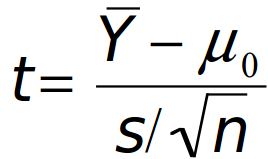 t = (Ȳ − μ₀) / (s/√n)